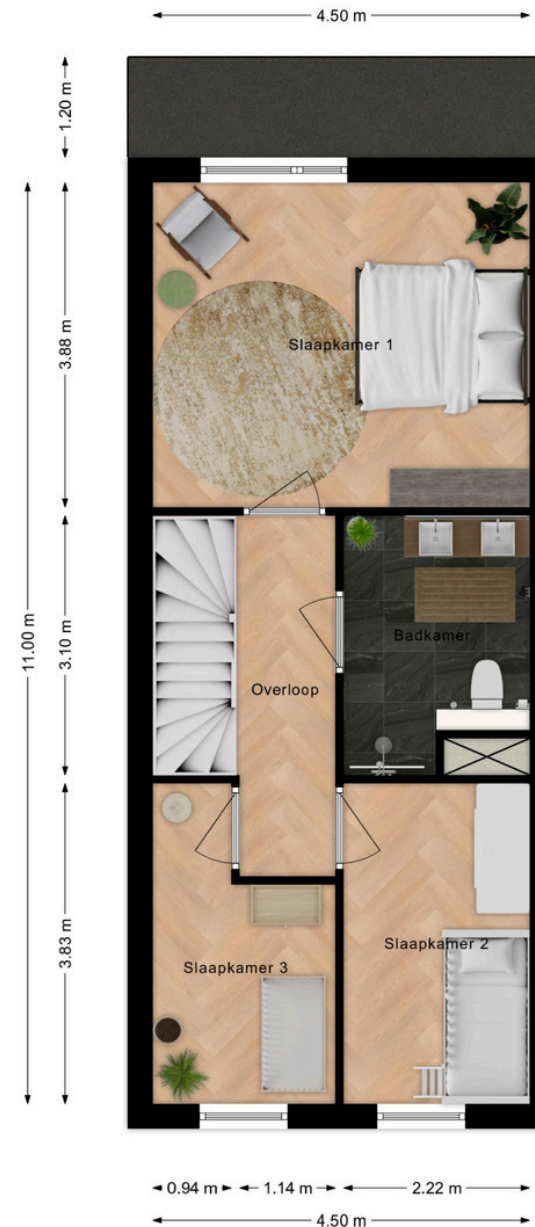 4.50 m
1.20 m
3.88 m
Slaapkamer 1
11.00 m
3.10 m
Badkamer
Overloop
3.83 m
Slaapkamer 2
Slaapkamer 3
0.94 m
1.14 m
2.22 m
4.50 m